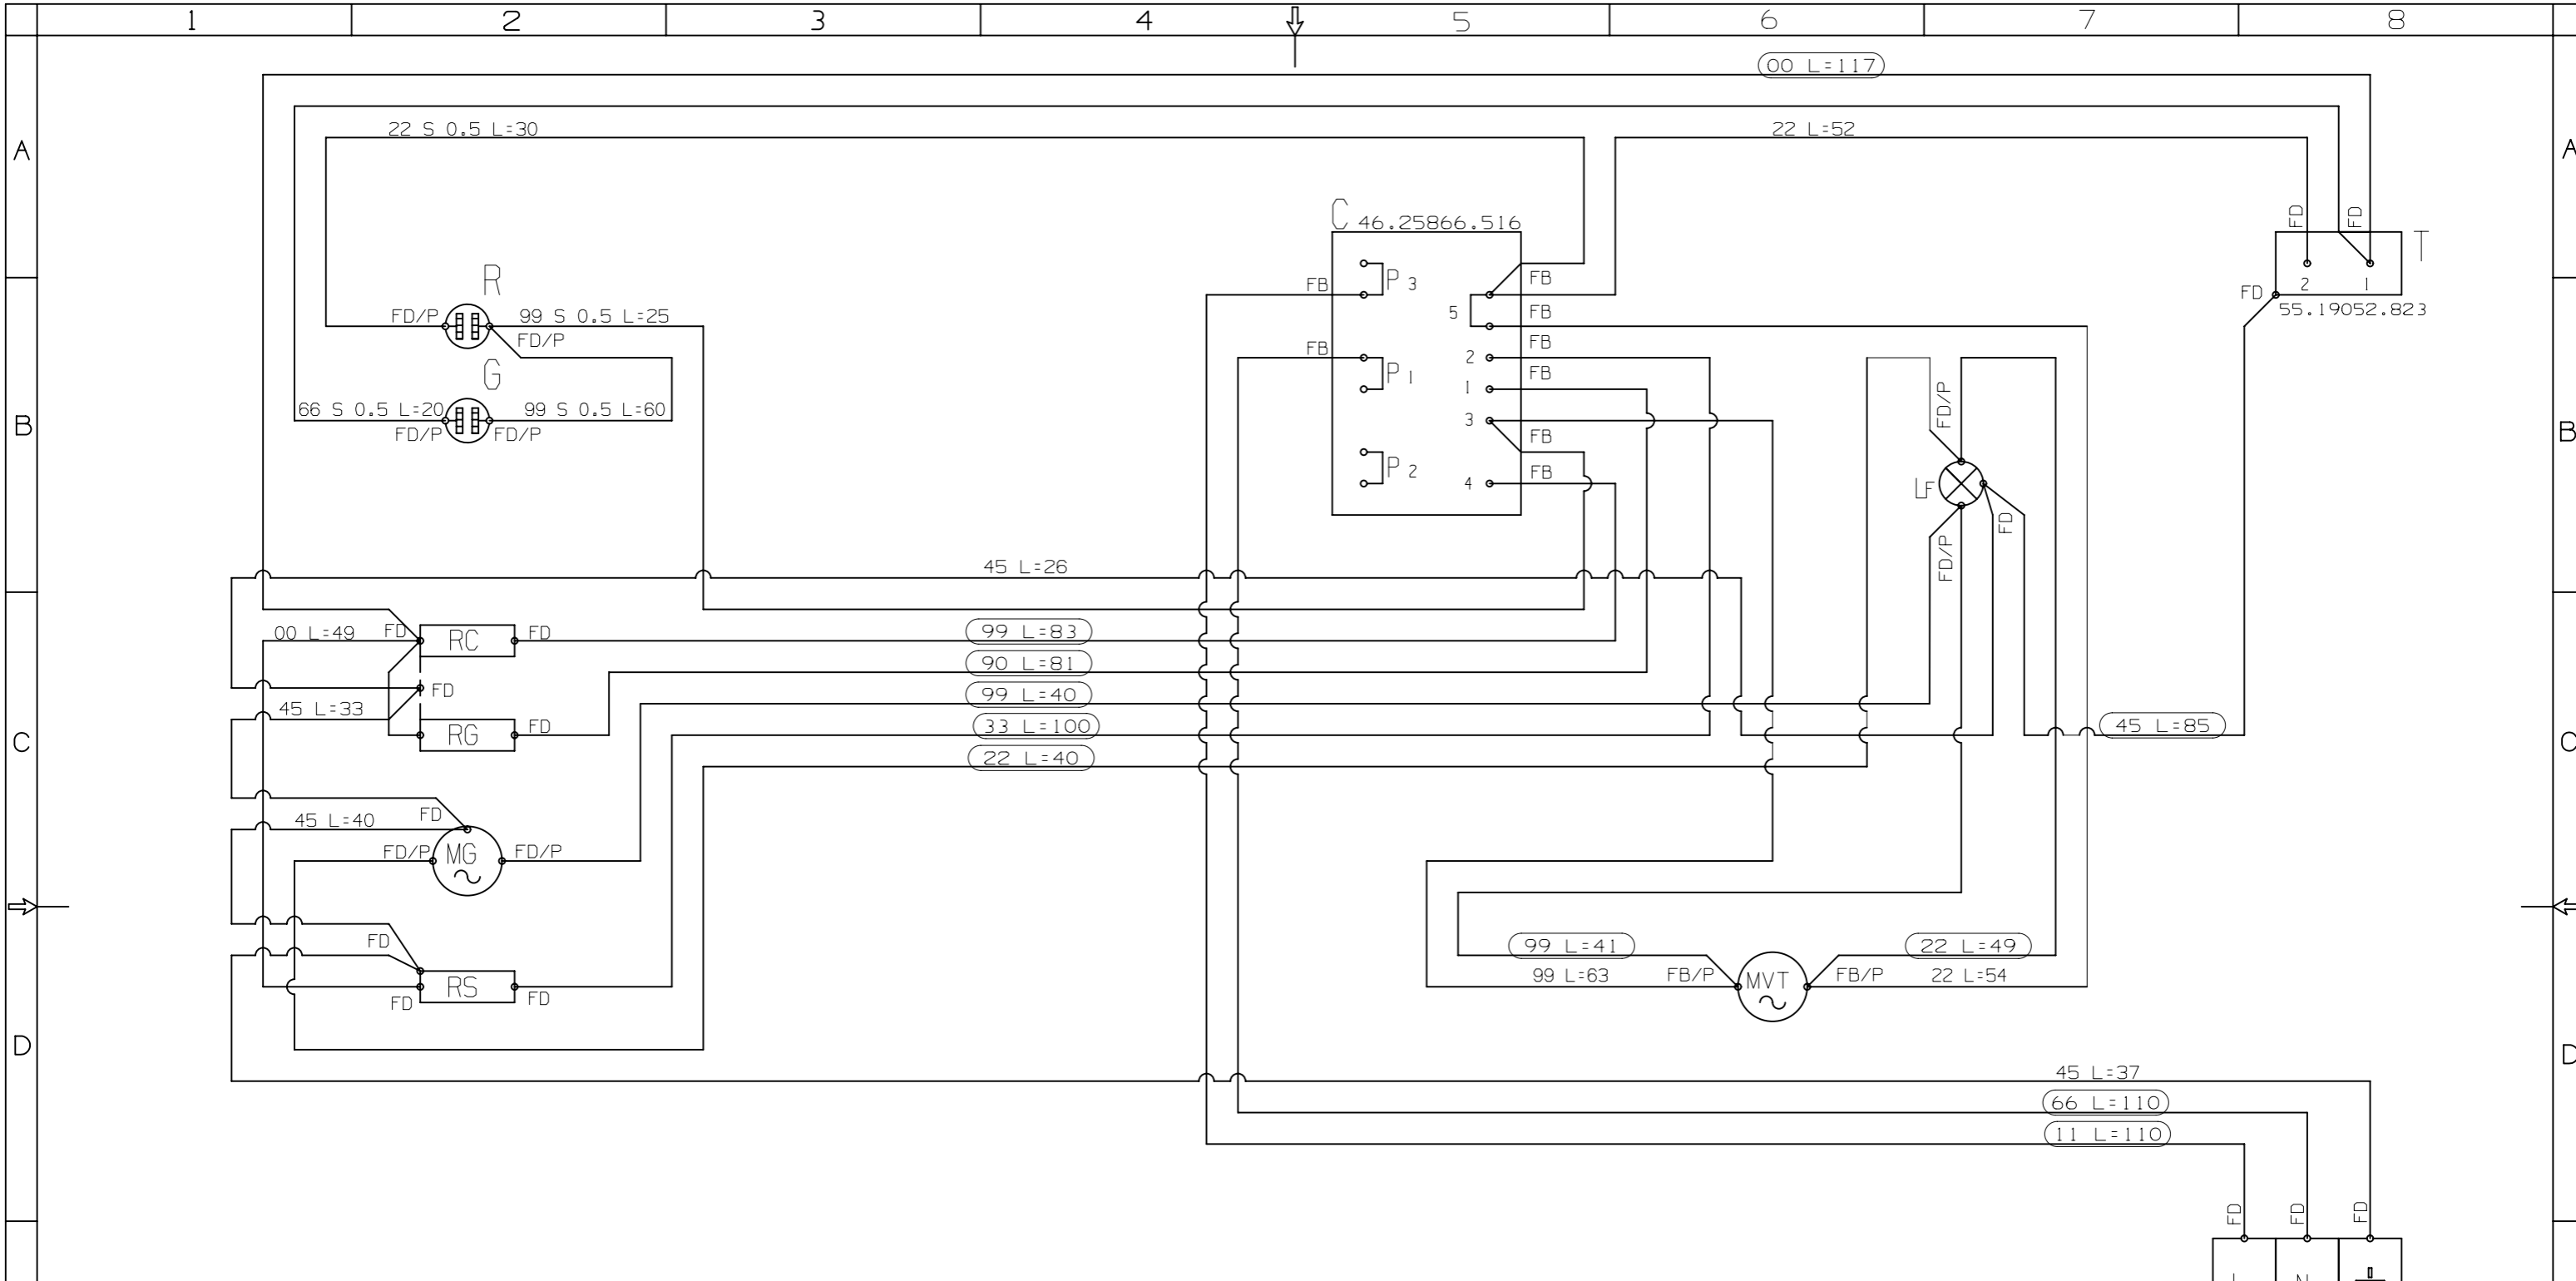 1 2 3 4 5 6 7 8
00 L=117
A 22 S 0.5 L=30 22 L=52 A
C 46.25866.516
FD FD
T
R P 3 FB FB 2 1
FD
55.19052.823
FD/P 99 S 0.5 L=25 5 FB
FD/P
FB 2 FB
G P 1 1 FB
FD/P
66 S 0.5 L=20 99 S 0.5 L=60
B 3 B
FD/P FD/P FB
P 2 4 FB
LF
FD
FD/P
45 L=26
00 L=49 FD RC FD 99 L=83
90 L=81
FD 99 L=40
45 L=33
C RG FD 33 L=100 45 L=85 C
22 L=40
45 L=40 FD
FD/P MG FD/P
FD 99 L=41 22 L=49
RS 99 L=63 FB/P MVT FB/P 22 L=54
FD FD
D D
45 L=37
66 L=110
11 L=110
FD FD FD
L N